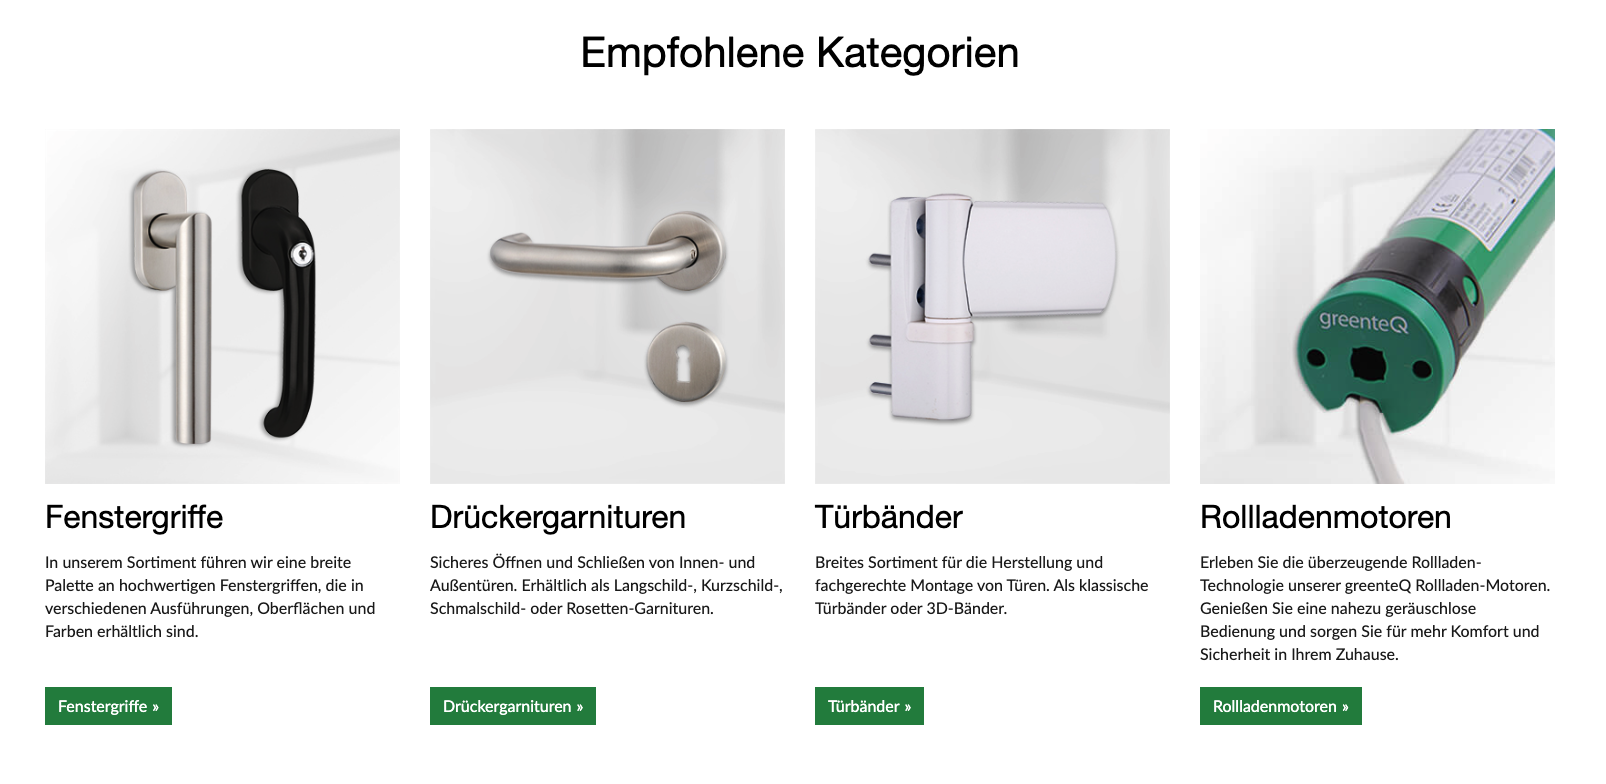 Empfohlene Kategorien
greenteQ
Fenstergriffe
In unserem Sortiment führen wir eine breite
Palette an hochwertigen Fenstergriffen, die in
verschiedenen Ausführungen, Oberflächen und
Farben erhältlich sind.
Fenstergriffe »
Drückergarnituren
Sicheres Öffnen und Schließen von Innen- und
Außentüren. Erhältlich als Langschild-, Kurzschild-,
Schmalschild- oder Rosetten-Garnituren.
Drückergarnituren »
Türbänder
Breites Sortiment für die Herstellung und
fachgerechte Montage von Türen. Als klassische
Türbänder oder 3D-Bänder.
Türbänder »
Rollladenmotoren
Erleben Sie die überzeugende Rollladen-
Technologie unserer greenteQ Rollladen-Motoren.
Genießen Sie eine nahezu geräuschlose
Bedienung und sorgen Sie für mehr Komfort und
Sicherheit in Ihrem Zuhause.
Rollladenmotoren »